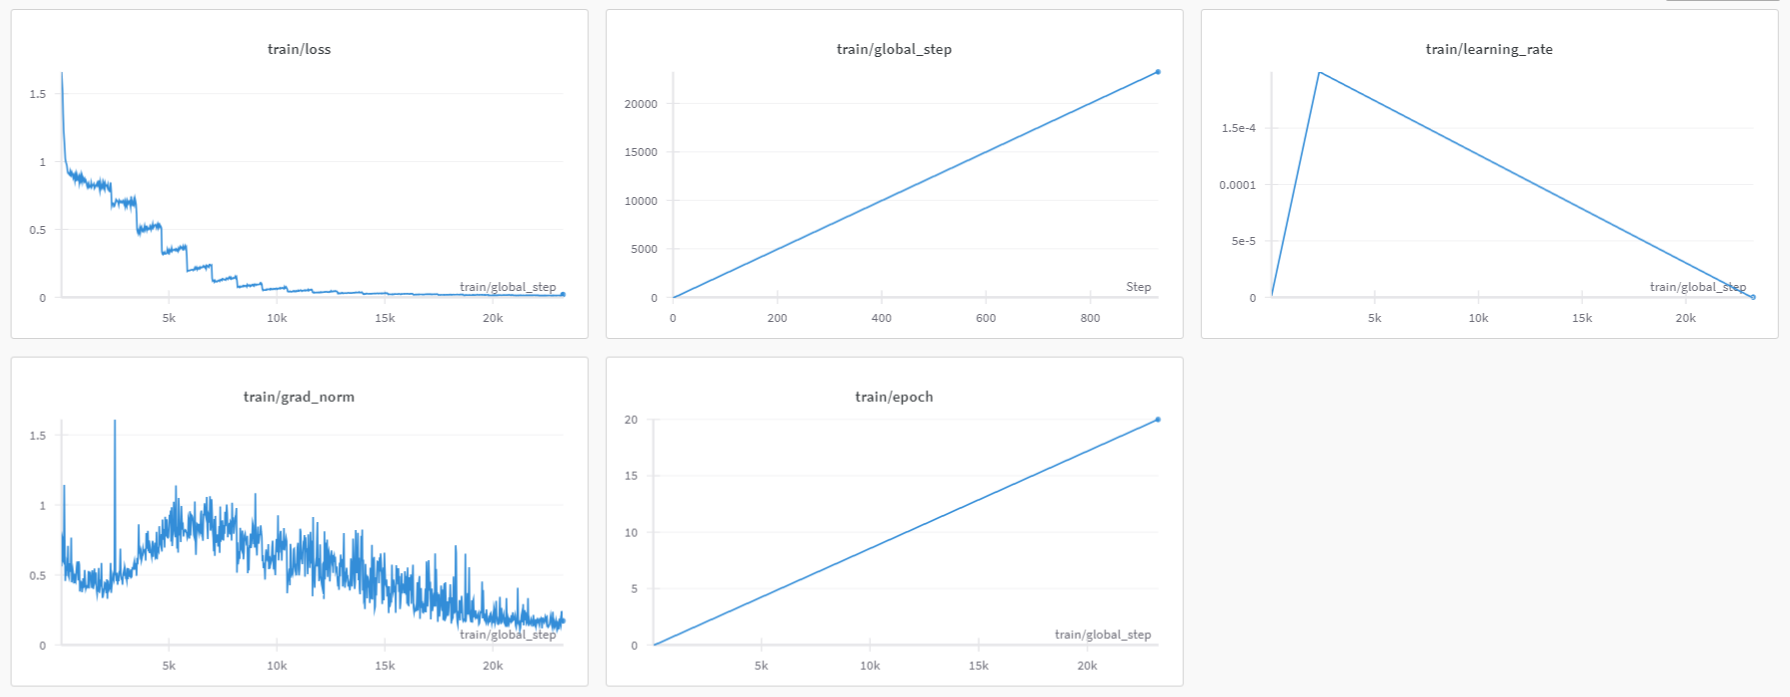 train/loss
1.5
1
0.5
0
5k 10k 15k 20k
train/global_step
train/global_step
20000
15000
10000
5000
0
0 200 400 600 800
Step
train/learning_rate
1.5e-4
0.0001
5e-5
0
5k 10k 15k 20k
train/global_step
train/grad_norm
1.5
1
0.5
0
5k 10k 15k 20k
train/global_step
train/epoch
20
15
10
5
0
5k 10k 15k 20k
train/global_step